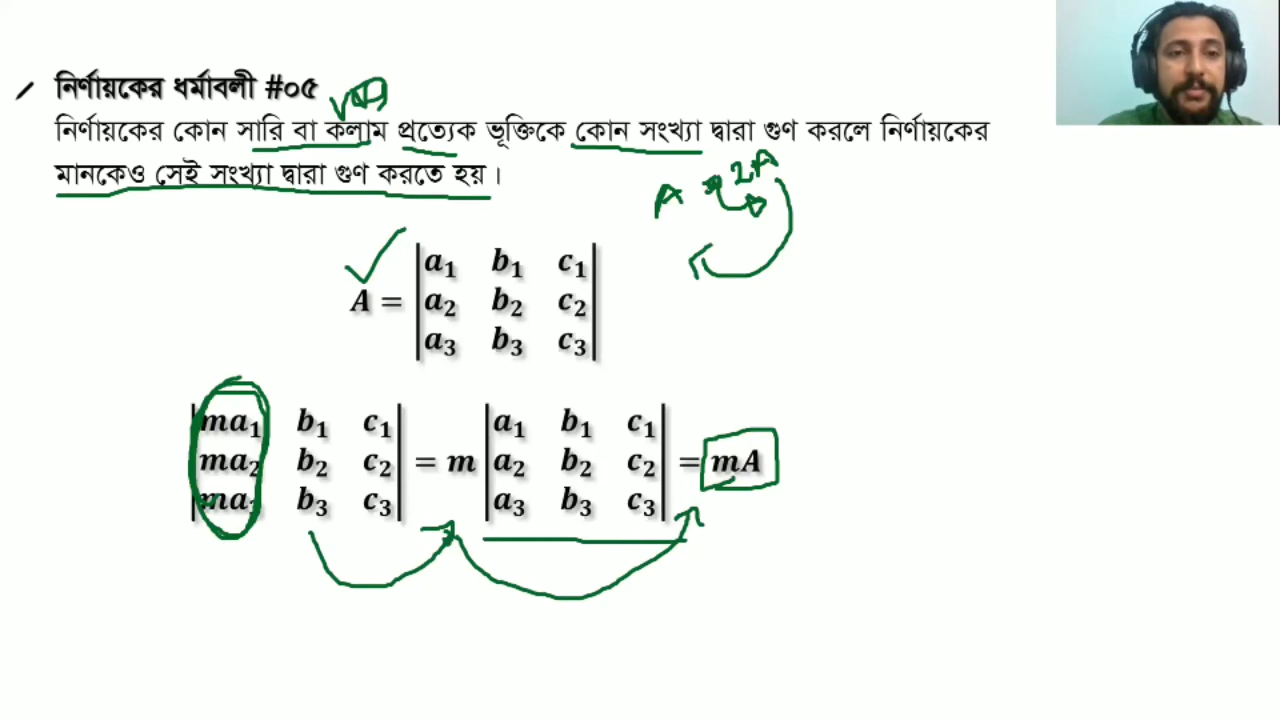 নির্ণায়কের ধর্মাবলী #০৫
নির্ণায়কের কোন সারি বা কলাম প্রত্যেক ভূক্তিকে কোন সংখ্যা দ্বারা গুণ করলে নির্ণায়কের
মানকেও সেই সংখ্যা দ্বারা গুণ করতে হয়।
A 2A
A = | a₁ b₁ c₁ |
| a₂ b₂ c₂ |
| a₃ b₃ c₃ |
| ma₁ b₁ c₁ | | a₁ b₁ c₁ |
| ma₂ b₂ c₂ | = m | a₂ b₂ c₂ | = mA
| ma₃ b₃ c₃ | | a₃ b₃ c₃ |